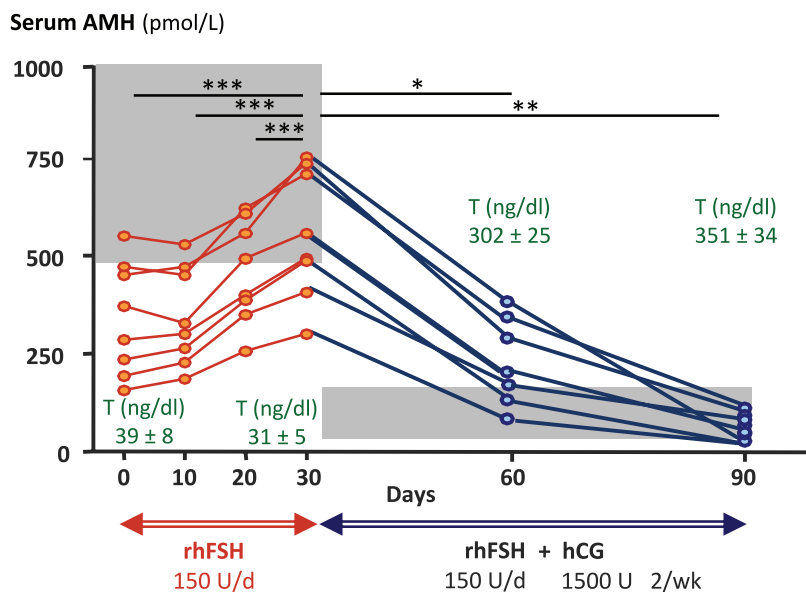 Serum AMH (pmol/L)
1000
***
*
***
**
***
750
T (ng/dl)
302 ± 25
T (ng/dl)
351 ± 34
500
250
T (ng/dl)
39 ± 8
T (ng/dl)
31 ± 5
0
0 10 20 30 60 90
Days
rhFSH
150 U/d
rhFSH + hCG
150 U/d 1500 U 2/wk